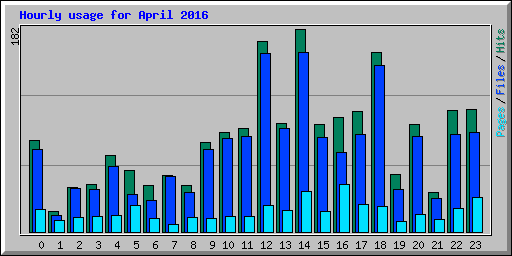 Hourly usage for April 2016
182
Pages / Files / Hits
0 1 2 3 4 5 6 7 8 9 10 11 12 13 14 15 16 17 18 19 20 21 22 23